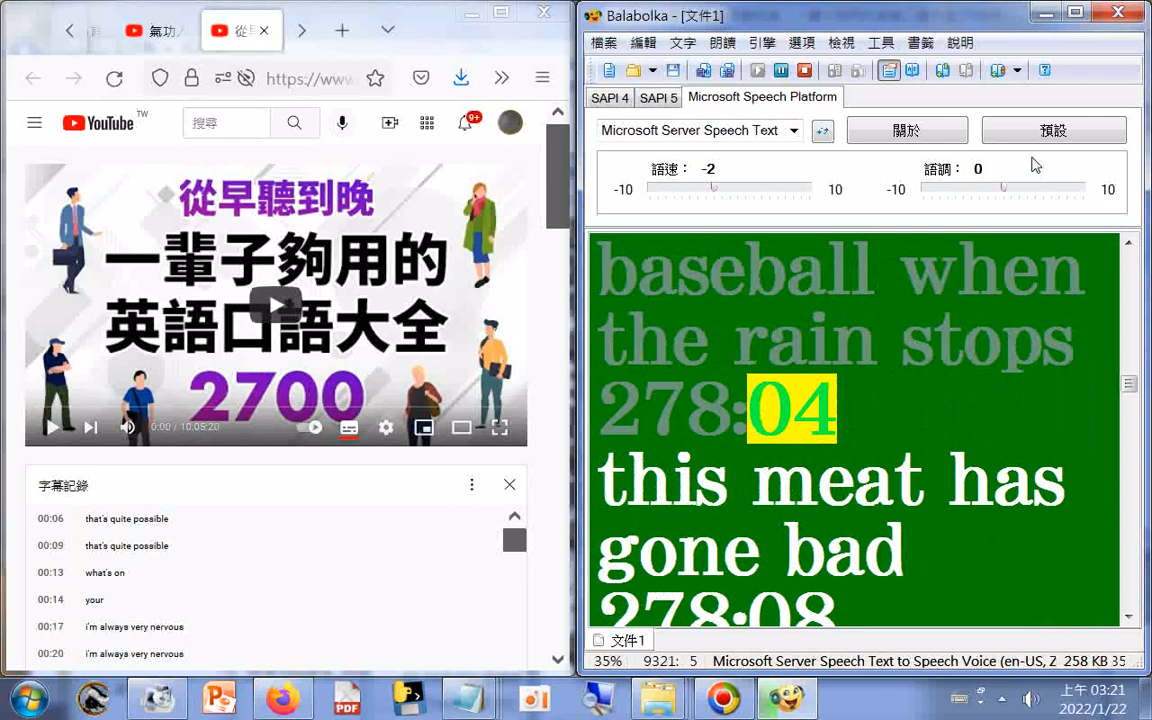 氣功
從
https://www
YouTube TW
搜尋
9+
從早聽到晚
一輩子夠用的
英語口語大全
2700
0:00 / 10:05:20
字幕記錄
00:06 that's quite possible
00:09 that's quite possible
00:13 what's on
00:14 your
00:17 i'm always very nervous
00:20 i'm always very nervous
Balabolka - [文件1]
檔案 編輯 文字 朗讀 引擎 選項 檢視 工具 書籤 說明
SAPI 4 SAPI 5 Microsoft Speech Platform
Microsoft Server Speech Text 關於 預設
語速： -2 語調： 0
-10 10 -10 10
baseball when
the rain stops
278:04
this meat has
gone bad
278:08
文件1
35% 9321: 5 Microsoft Server Speech Text to Speech Voice (en-US, Z 258 KB 35
PDF
上午 03:21
2022/1/22